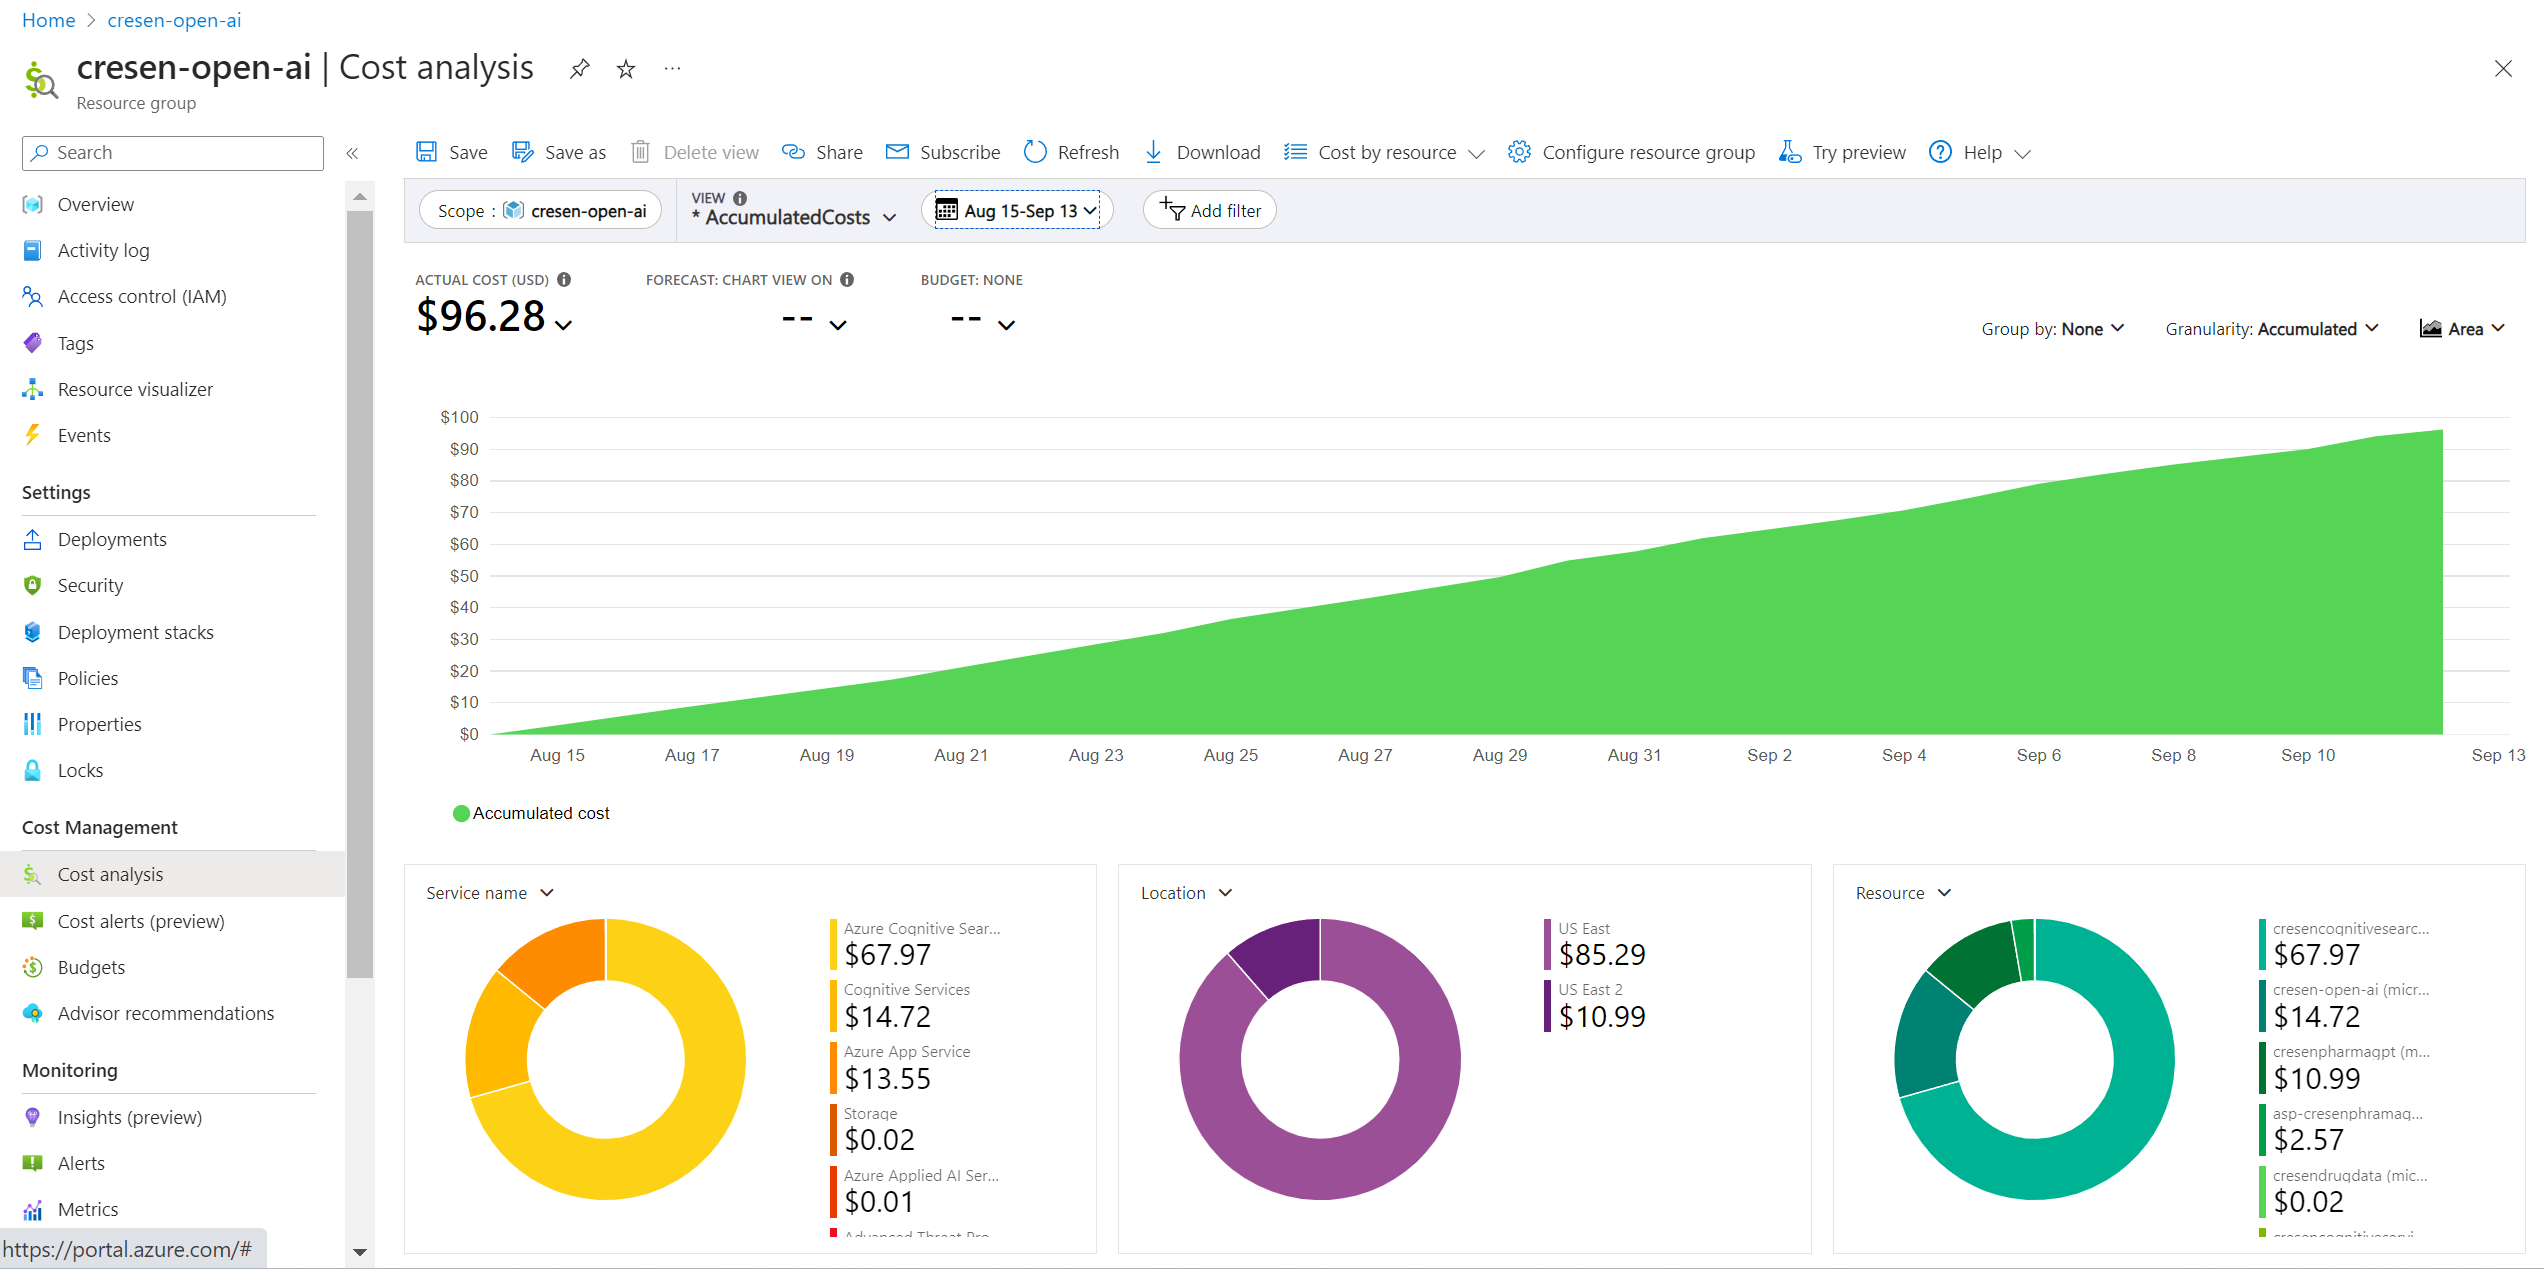 Home > cresen-open-ai
cresen-open-ai | Cost analysis
Resource group
Search
Overview
Activity log
Access control (IAM)
Tags
Resource visualizer
Events
Settings
Deployments
Security
Deployment stacks
Policies
Properties
Locks
Cost Management
Cost analysis
Cost alerts (preview)
Budgets
Advisor recommendations
Monitoring
Insights (preview)
Alerts
Metrics
https://portal.azure.com/#
Save Save as Delete view Share Subscribe Refresh Download Cost by resource Configure resource group Try preview Help
Scope : cresen-open-ai
VIEW
* AccumulatedCosts
Aug 15-Sep 13
Add filter
ACTUAL COST (USD)
$96.28
FORECAST: CHART VIEW ON
--
BUDGET: NONE
--
Group by: None
Granularity: Accumulated
Area
$100
$90
$80
$70
$60
$50
$40
$30
$20
$10
$0
Aug 15 Aug 17 Aug 19 Aug 21 Aug 23 Aug 25 Aug 27 Aug 29 Aug 31 Sep 2 Sep 4 Sep 6 Sep 8 Sep 10 Sep 13
Accumulated cost
Service name
Azure Cognitive Sear...
$67.97
Cognitive Services
$14.72
Azure App Service
$13.55
Storage
$0.02
Azure Applied AI Ser...
$0.01
Advanced Threat Pro...
Location
US East
$85.29
US East 2
$10.99
Resource
cresencognitivesearc...
$67.97
cresen-open-ai (micr...
$14.72
cresenpharmagpt (m...
$10.99
asp-cresenphramag...
$2.57
cresendrugdata (mic...
$0.02